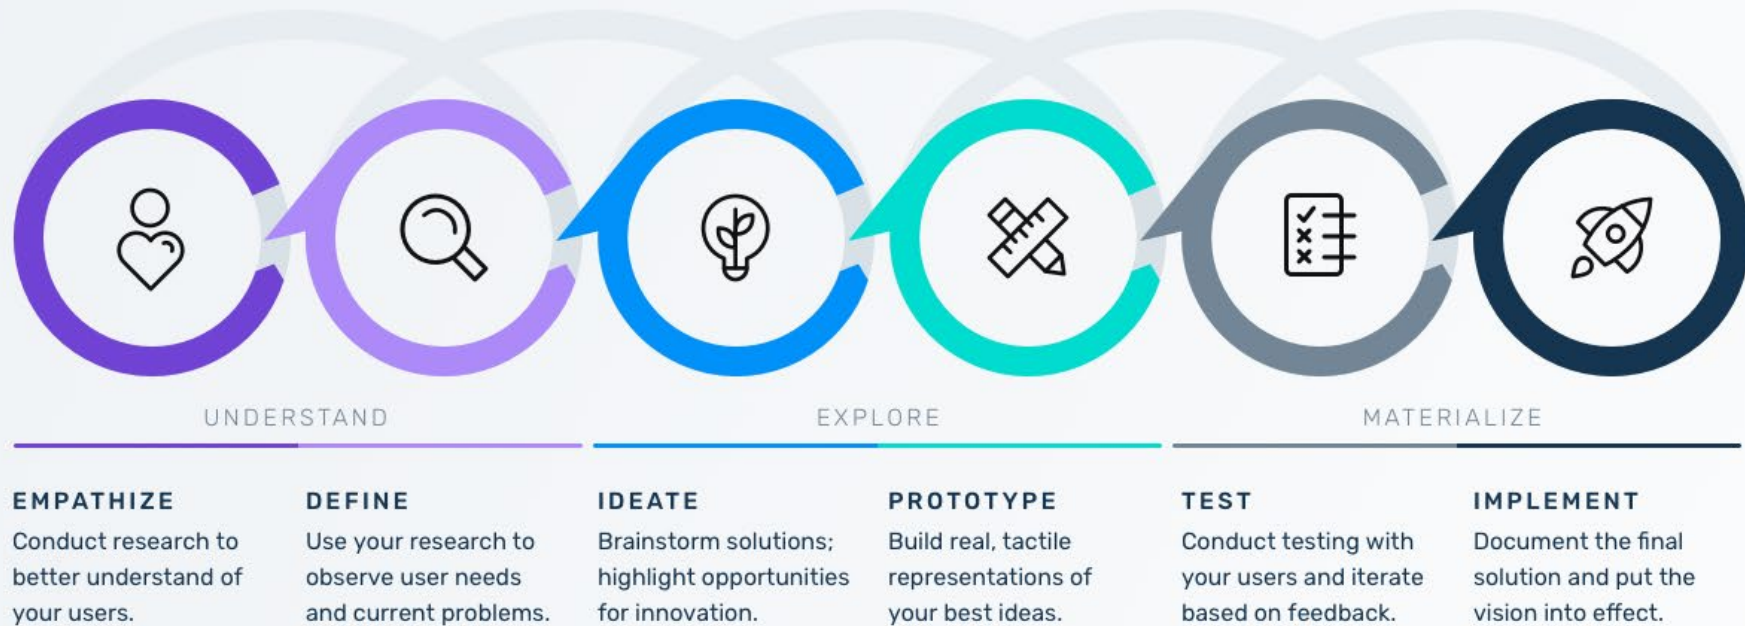 UNDERSTAND
EXPLORE
MATERIALIZE
EMPATHIZE
Conduct research to
better understand of
your users.
DEFINE
Use your research to
observe user needs
and current problems.
IDEATE
Brainstorm solutions;
highlight opportunities
for innovation.
PROTOTYPE
Build real, tactile
representations of
your best ideas.
TEST
Conduct testing with
your users and iterate
based on feedback.
IMPLEMENT
Document the final
solution and put the
vision into effect.